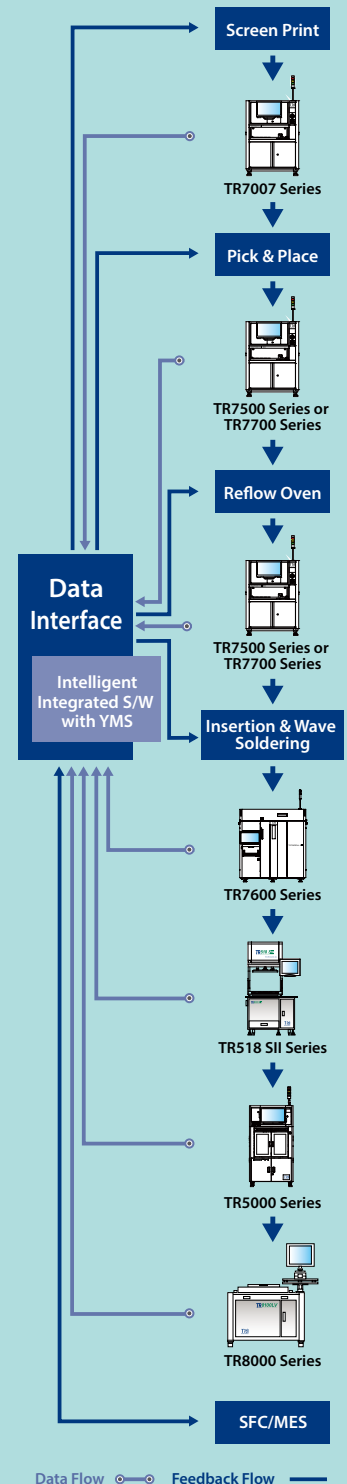 Screen Print
TR7007 Series
Pick & Place
TR7500 Series or
TR7700 Series
Reflow Oven
Data
Interface
TR7500 Series or
TR7700 Series
Intelligent
Integrated S/W
with YMS
Insertion & Wave
Soldering
TR7600 Series
TR518 SII Series
TR5000 Series
TR8000 Series
SFC/MES
Data Flow
Feedback Flow